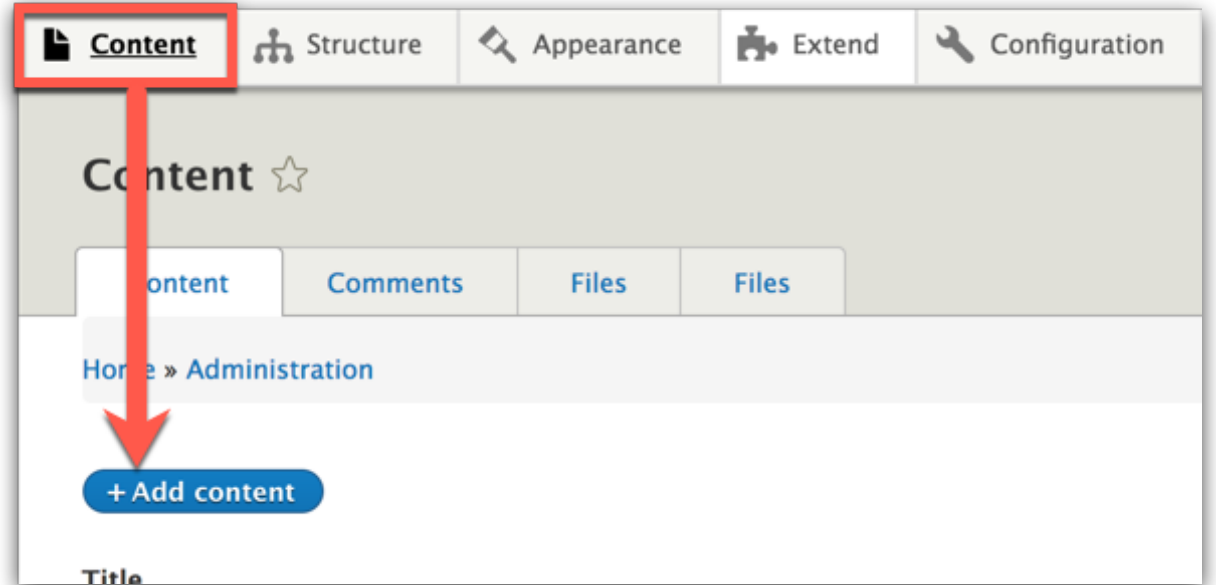 Content Structure Appearance Extend Configuration
Content
Content Comments Files Files
Home » Administration
+ Add content
Title